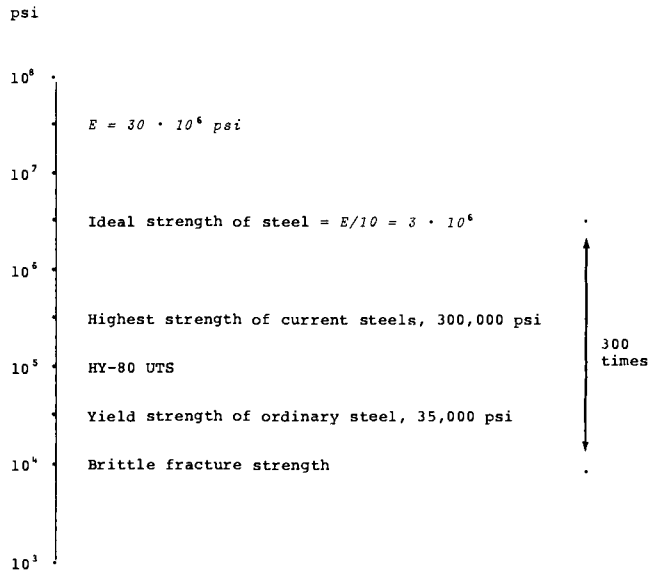 psi
10⁸
E = 30 · 10⁶ psi
10⁷
Ideal strength of steel = E/10 = 3 · 10⁶
10⁶
Highest strength of current steels, 300,000 psi
300
times
10⁵
HY-80 UTS
Yield strength of ordinary steel, 35,000 psi
10⁴
Brittle fracture strength
10³